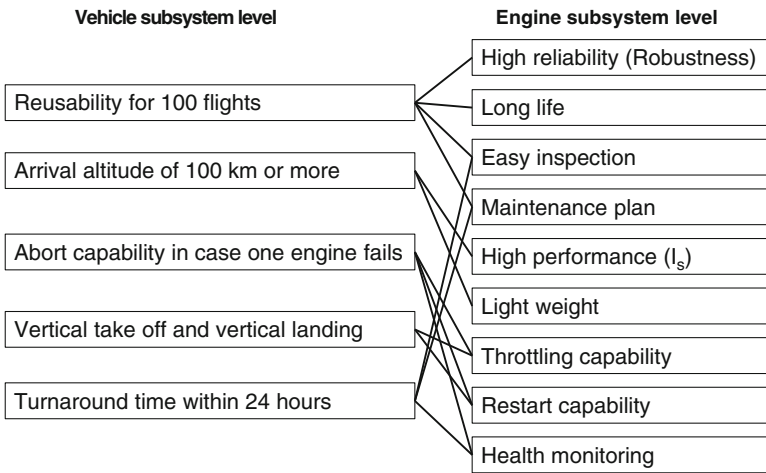 Vehicle subsystem level
Reusability for 100 flights
Arrival altitude of 100 km or more
Abort capability in case one engine fails
Vertical take off and vertical landing
Turnaround time within 24 hours
Engine subsystem level
High reliability (Robustness)
Long life
Easy inspection
Maintenance plan
High performance (Is)
Light weight
Throttling capability
Restart capability
Health monitoring